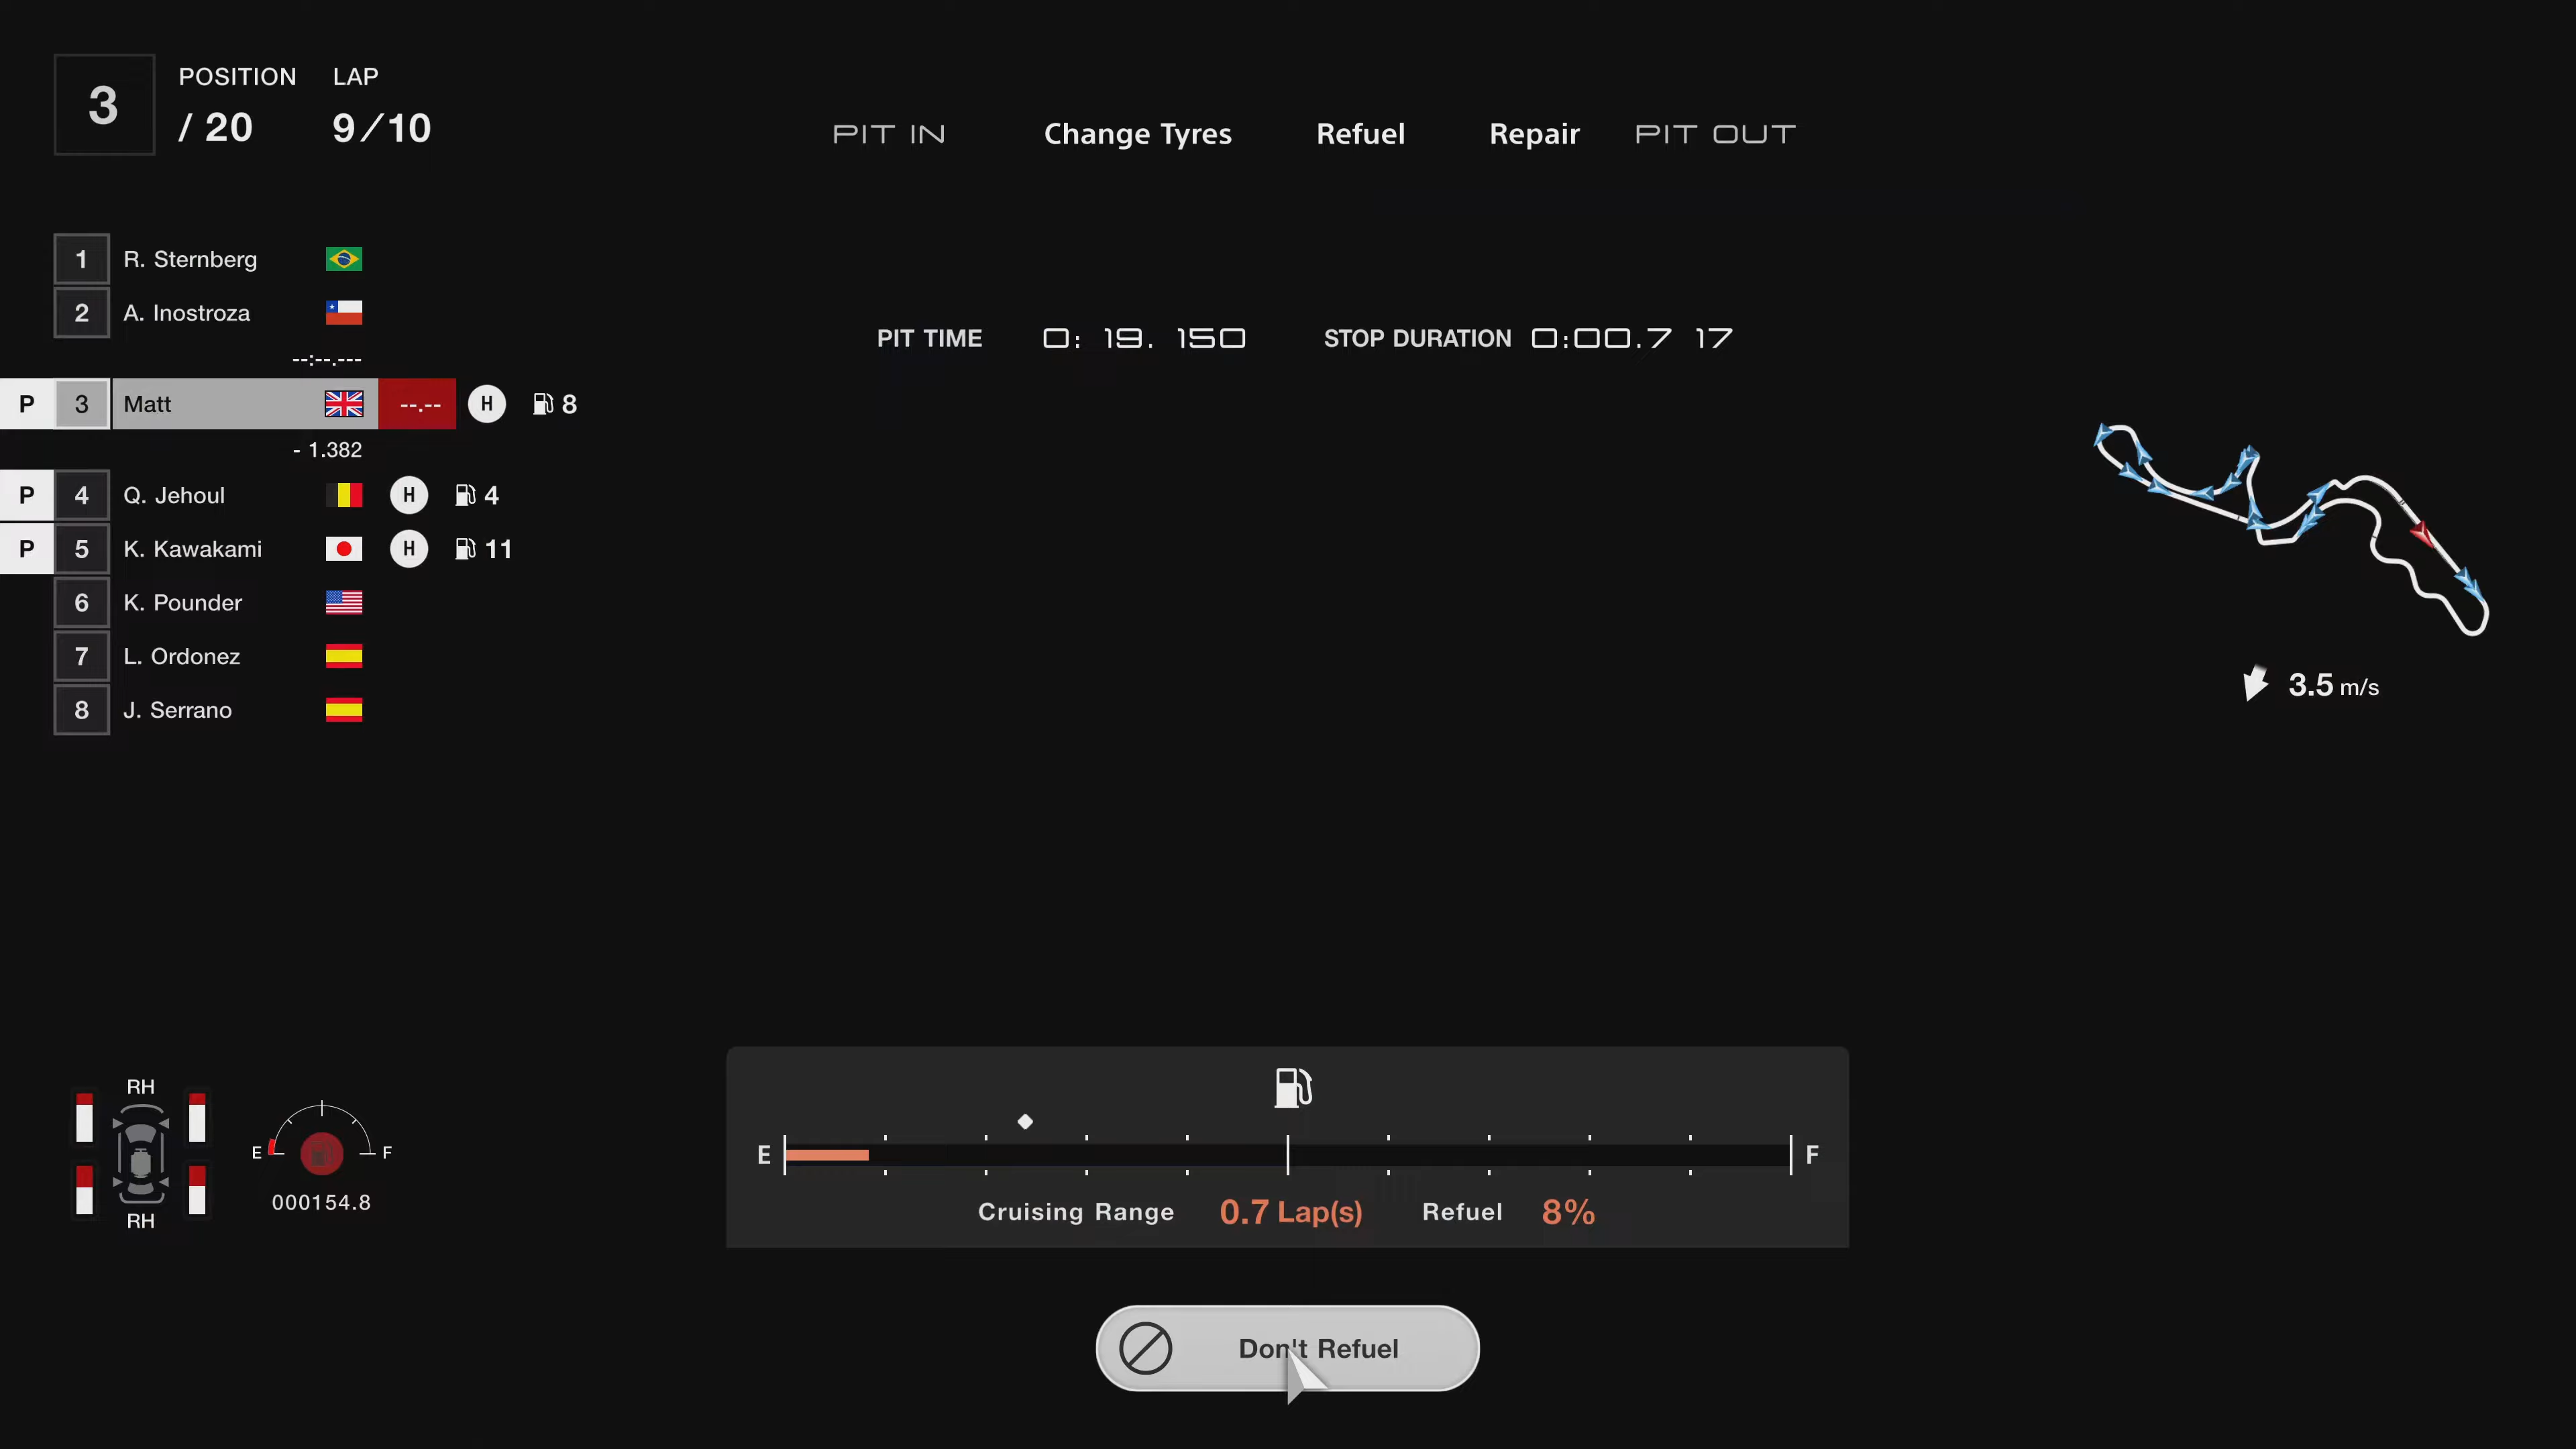 3 POSITION LAP
/ 20 9/10
PIT IN Change Tyres Refuel Repair PIT OUT
1 R. Sternberg
2 A. Inostroza
--:--.---
P 3 Matt --.-- H 8
- 1.382
P 4 Q. Jehoul H 4
P 5 K. Kawakami H 11
6 K. Pounder
7 L. Ordonez
8 J. Serrano
PIT TIME 0: 19. 150 STOP DURATION 0:00.7 17
3.5 m/s
RH
RH
E F
000154.8
E F
Cruising Range 0.7 Lap(s) Refuel 8%
Don't Refuel